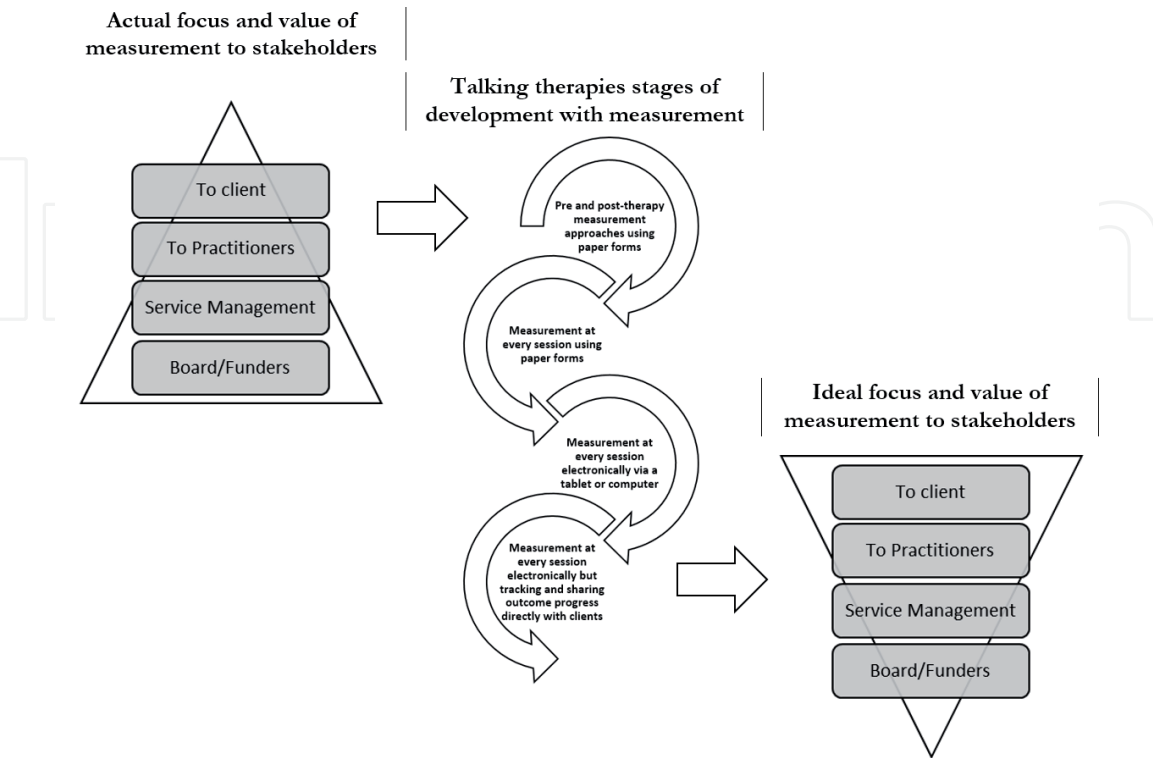 Actual focus and value of
measurement to stakeholders
To client
To Practitioners
Service Management
Board/Funders
Talking therapies stages of
development with measurement
Pre and post-therapy
measurement
approaches using
paper forms
Measurement at
every session using
paper forms
Measurement at
every session
electronically via a
tablet or computer
Measurement at
every session
electronically but
tracking and sharing
outcome progress
directly with clients
Ideal focus and value of
measurement to stakeholders
To client
To Practitioners
Service Management
Board/Funders